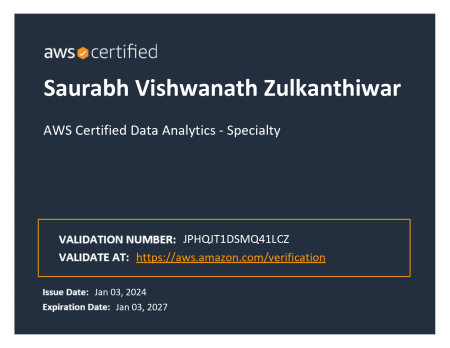 aws certified
Saurabh Vishwanath Zulkanthiwar
AWS Certified Data Analytics - Specialty
VALIDATION NUMBER: JPHQJT1DSMQ41LCZ
VALIDATE AT: https://aws.amazon.com/verification
Issue Date: Jan 03, 2024
Expiration Date: Jan 03, 2027